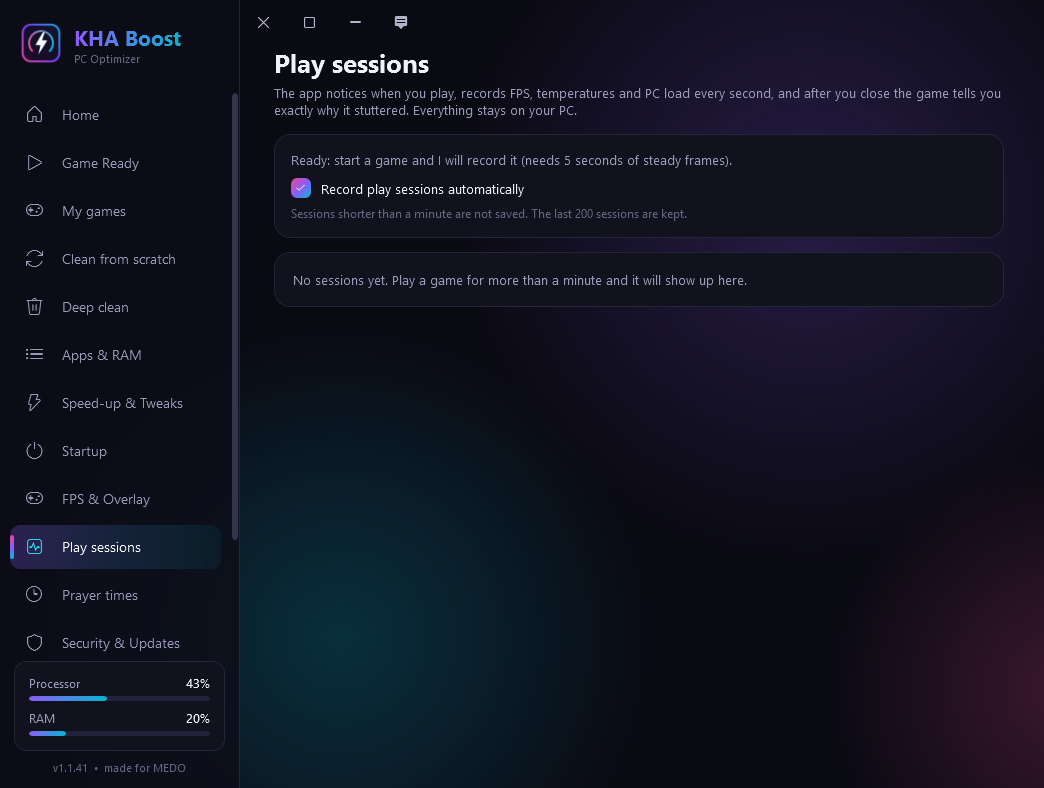 KHA Boost
PC Optimizer
Home
Game Ready
My games
Clean from scratch
Deep clean
Apps & RAM
Speed-up & Tweaks
Startup
FPS & Overlay
Play sessions
Prayer times
Security & Updates
Processor 43%
RAM 20%
v1.1.41 • made for MEDO
Play sessions
The app notices when you play, records FPS, temperatures and PC load every second, and after you close the game tells you
exactly why it stuttered. Everything stays on your PC.
Ready: start a game and I will record it (needs 5 seconds of steady frames).
Record play sessions automatically
Sessions shorter than a minute are not saved. The last 200 sessions are kept.
No sessions yet. Play a game for more than a minute and it will show up here.